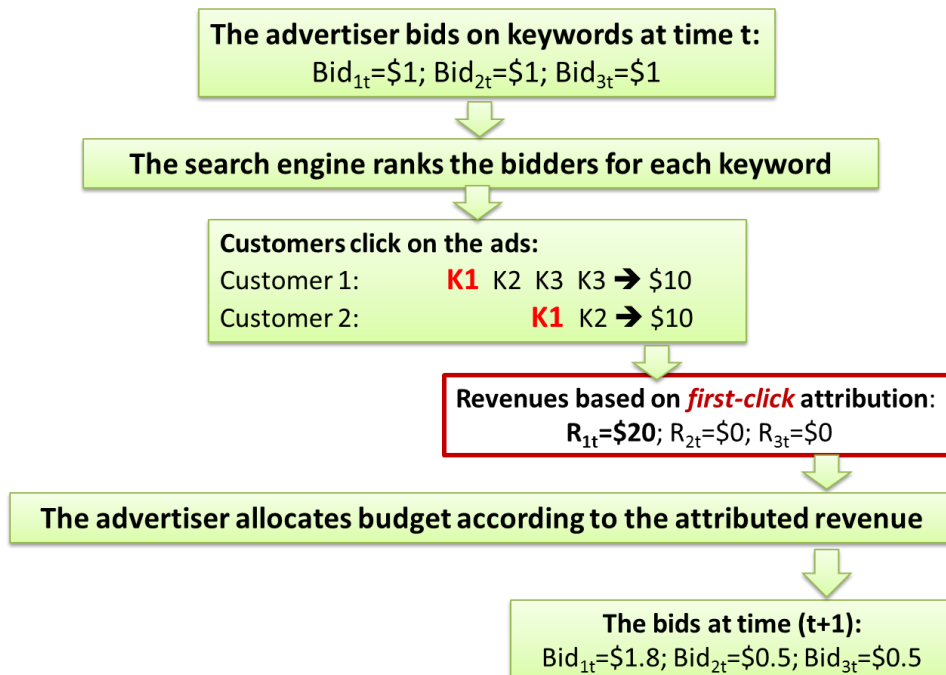 The advertiser bids on keywords at time t:
Bid1t=$1; Bid2t=$1; Bid3t=$1
The search engine ranks the bidders for each keyword
Customers click on the ads:
Customer 1: K1 K2 K3 K3 ➔ $10
Customer 2: K1 K2 ➔ $10
Revenues based on first-click attribution:
R1t=$20; R2t=$0; R3t=$0
The advertiser allocates budget according to the attributed revenue
The bids at time (t+1):
Bid1t=$1.8; Bid2t=$0.5; Bid3t=$0.5